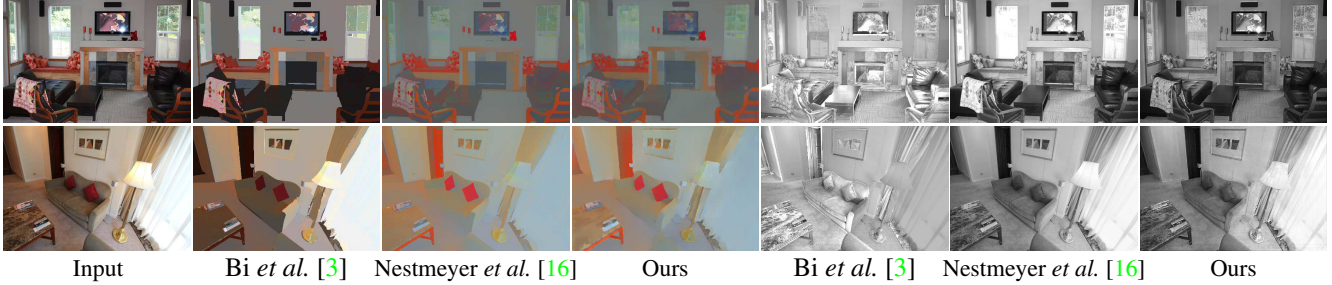 Input Bi et al. [3] Nestmeyer et al. [16] Ours Bi et al. [3] Nestmeyer et al. [16] Ours